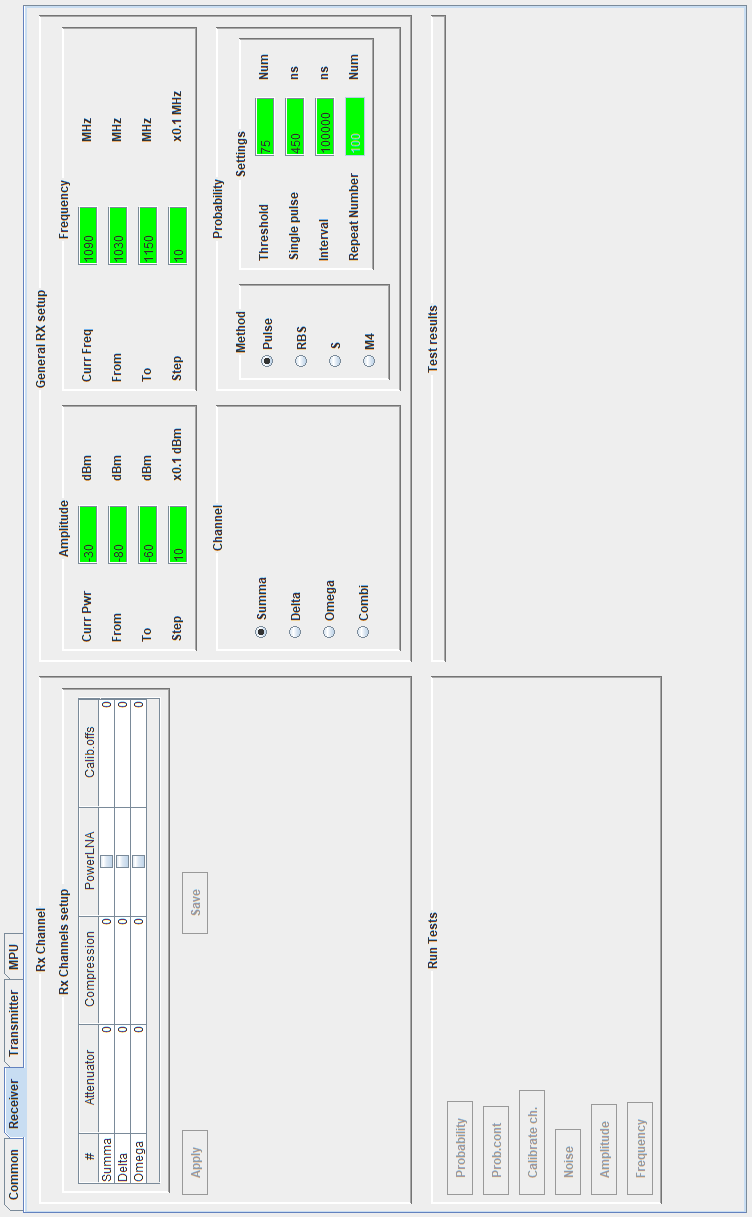 Common Receiver Transmitter MPU
Rx Channel
Rx Channels setup
# Attenuator Compression PowerLNA Calib.offs
Summa 0 0 0
Delta 0 0 0
Omega 0 0 0
Apply Save
General RX setup
Amplitude
Curr Pwr -30 dBm
From -80 dBm
To -60 dBm
Step 10 x0.1 dBm
Frequency
Curr Freq 1090 MHz
From 1030 MHz
To 1150 MHz
Step 10 x0.1 MHz
Channel
Summa
Delta
Omega
Combi
Probability
Method
Pulse
RBS
S
M4
Settings
Threshold 75 Num
Single pulse 450 ns
Interval 100000 ns
Repeat Number 100 Num
Run Tests
Probability
Prob.cont
Calibrate ch.
Noise
Amplitude
Frequency
Test results